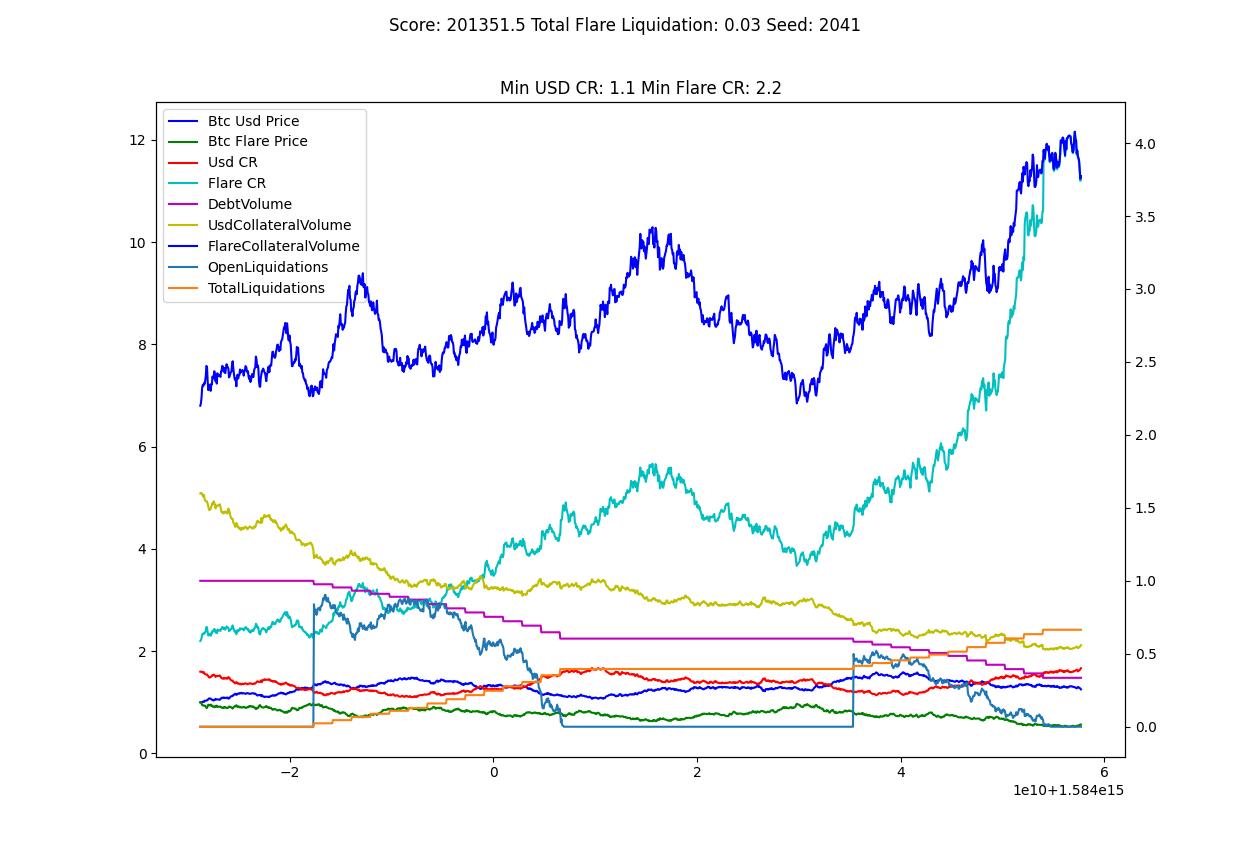 Score: 201351.5 Total Flare Liquidation: 0.03 Seed: 2041
Min USD CR: 1.1 Min Flare CR: 2.2
Btc Usd Price
Btc Flare Price
Usd CR
Flare CR
DebtVolume
UsdCollateralVolume
FlareCollateralVolume
OpenLiquidations
TotalLiquidations
12
10
8
6
4
2
0
4.0
3.5
3.0
2.5
2.0
1.5
1.0
0.5
0.0
−2 0 2 4 6
1e10+1.584e15